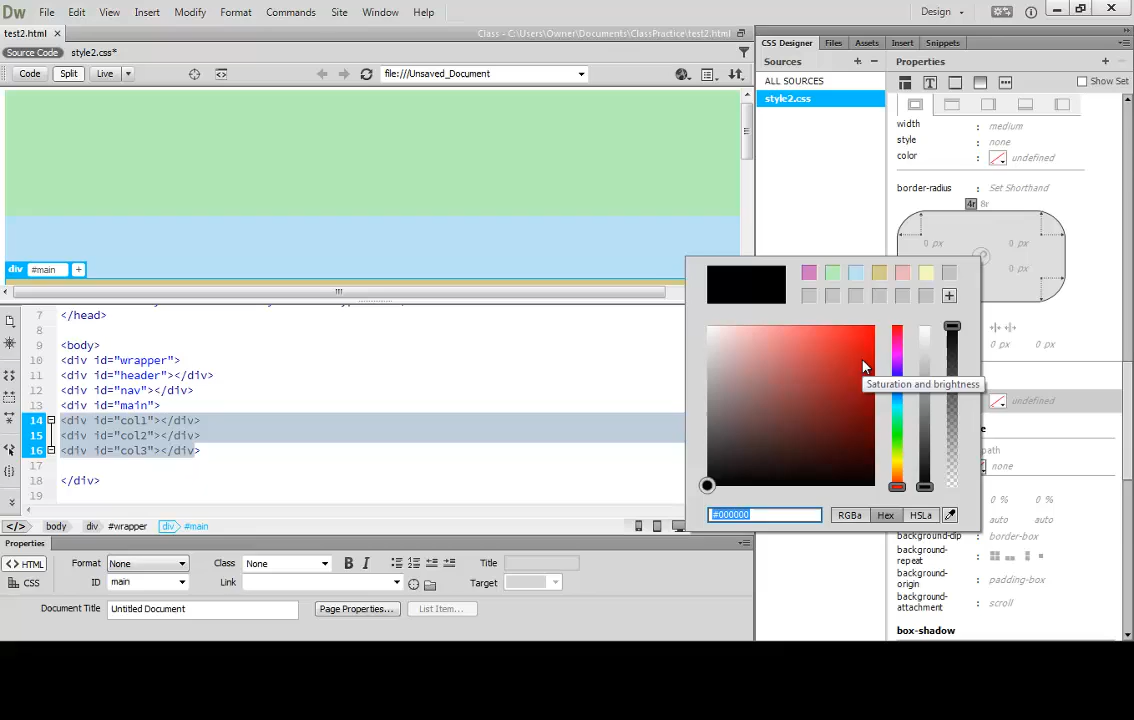 Dw File Edit View Insert Modify Format Commands Site Window Help Design
test2.html × Class - C:\Users\Owner\Documents\ClassPractice\test2.html
Source Code style2.css*
Code Split Live file:///Unsaved_Document
CSS Designer Files Assets Insert Snippets
Sources + − Properties +
ALL SOURCES
style2.css
Show Set
width : medium
style : none
color : undefined
border-radius : Set Shorthand
4r 8r
0 px 0 px
0 px
0 px 0 px
div #main +
7 </head>
8
9 <body>
10 <div id="wrapper">
11 <div id="header"></div>
12 <div id="nav"></div>
13 <div id="main">
14 <div id="col1"></div>
15 <div id="col2"></div>
16 <div id="col3"></div>
17
18 </div>
19
Saturation and brightness
#000000 RGBa Hex HSLa
undefined
path
none
0 % 0 %
auto auto
border-box
background-
repeat
background-
origin
padding-box
background-
attachment
scroll
box-shadow
</> body div #wrapper div #main
Properties
<> HTML Format None Class None B I Title
CSS ID main Link Target
Document Title Untitled Document Page Properties... List Item...